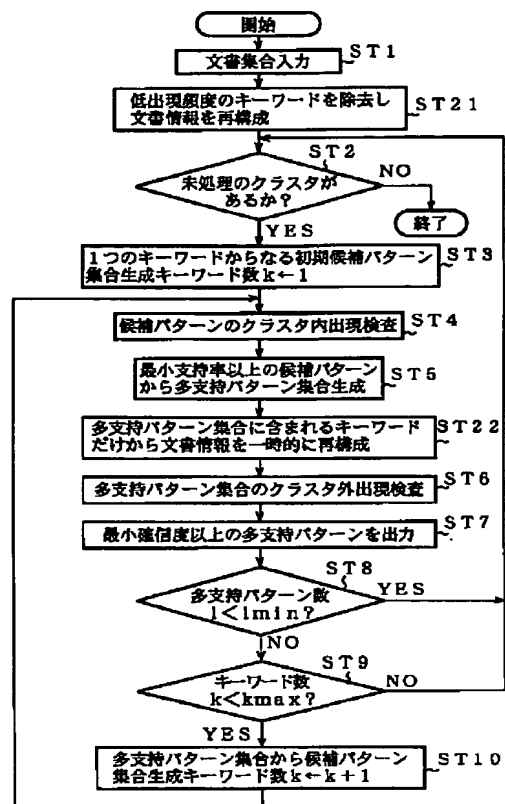 開始
文書集合入力
ST1
低出現頻度のキーワードを除去し
文書情報を再構成
ST21
ST2
未処理のクラスタが
あるか？
NO
終了
YES
1つのキーワードからなる初期候補パターン
集合生成キーワード数k←1
ST3
候補パターンのクラスタ内出現検査
ST4
最小支持率以上の候補パターン
から多支持パターン集合生成
ST5
多支持パターン集合に含まれるキーワード
だけから文書情報を一時的に再構成
ST22
多支持パターン集合のクラスタ外出現検査
ST6
最小確信度以上の多支持パターンを出力
ST7
ST8
多支持パターン数
l<lmin？
YES
NO
ST9
キーワード数
k<kmax？
NO
YES
多支持パターン集合から候補パターン
集合生成キーワード数k←k+1
ST10